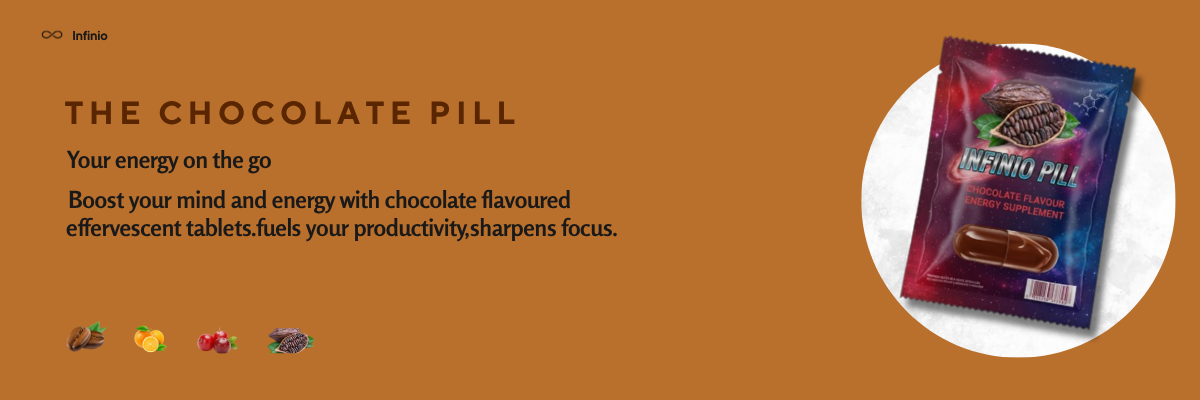 Infinio
THE CHOCOLATE PILL
Your energy on the go
Boost your mind and energy with chocolate flavoured
effervescent tablets.fuels your productivity,sharpens focus.
INFINIO PILL
CHOCOLATE FLAVOUR
ENERGY SUPPLEMENT